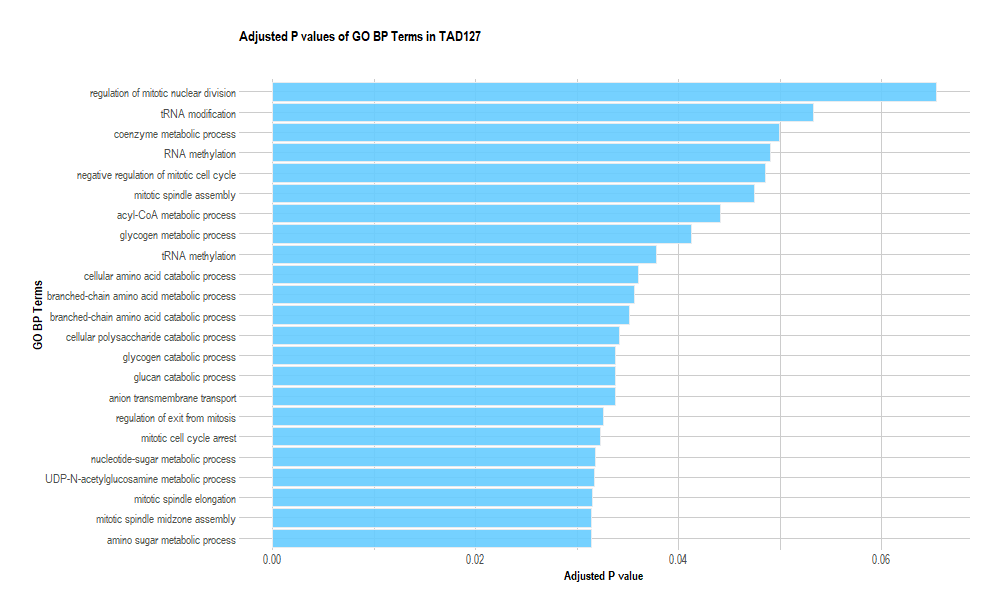 Adjusted P values of GO BP Terms in TAD127
GO BP Terms
regulation of mitotic nuclear division
tRNA modification
coenzyme metabolic process
RNA methylation
negative regulation of mitotic cell cycle
mitotic spindle assembly
acyl-CoA metabolic process
glycogen metabolic process
tRNA methylation
cellular amino acid catabolic process
branched-chain amino acid metabolic process
branched-chain amino acid catabolic process
cellular polysaccharide catabolic process
glycogen catabolic process
glucan catabolic process
anion transmembrane transport
regulation of exit from mitosis
mitotic cell cycle arrest
nucleotide-sugar metabolic process
UDP-N-acetylglucosamine metabolic process
mitotic spindle elongation
mitotic spindle midzone assembly
amino sugar metabolic process
0.00 0.02 0.04 0.06
Adjusted P value